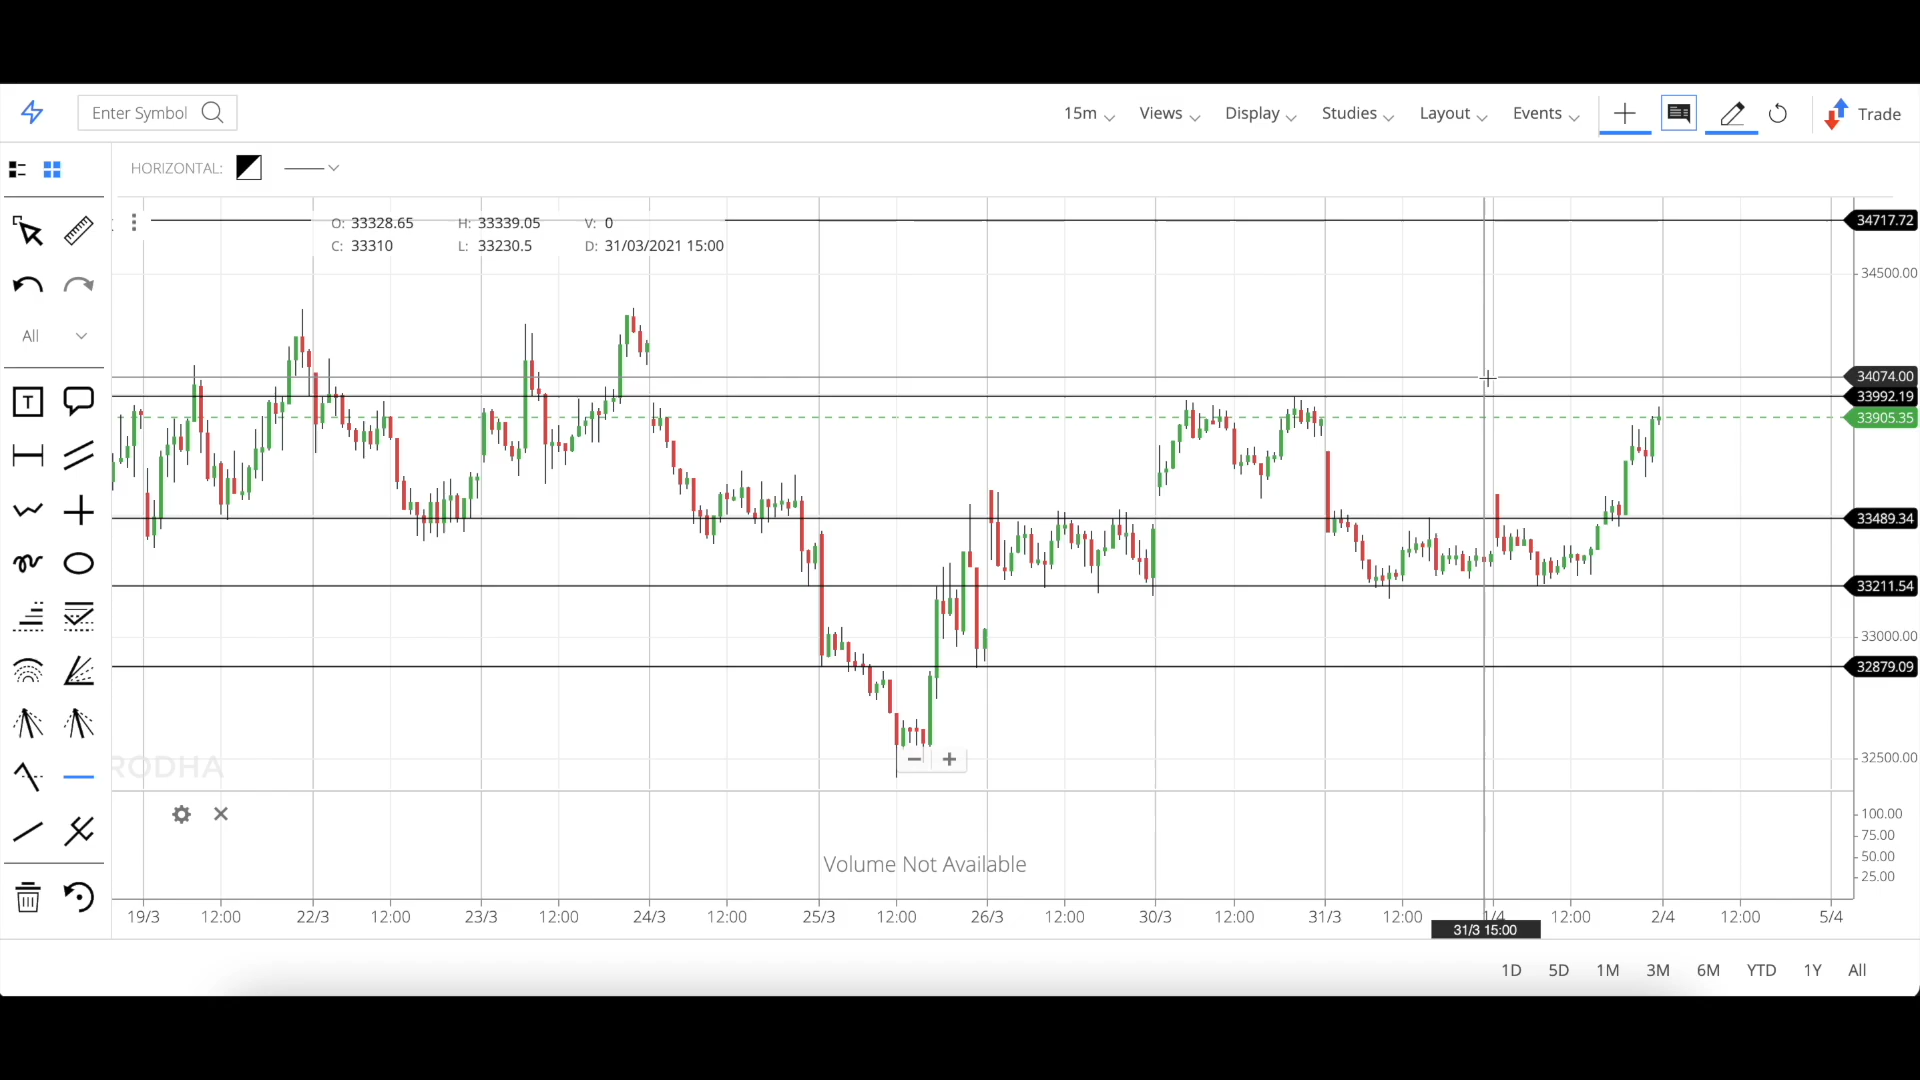 Enter Symbol
15m Views Display Studies Layout Events Trade
HORIZONTAL:
O: 33328.65 H: 33339.05 V: 0
C: 33310 L: 33230.5 D: 31/03/2021 15:00
34717.72
34500.00
All
34074.00
33992.19
33905.35
T
33489.34
33211.54
33000.00
32879.09
32500.00
RODHA
100.00
75.00
50.00
25.00
Volume Not Available
19/3 12:00 22/3 12:00 23/3 12:00 24/3 12:00 25/3 12:00 26/3 12:00 30/3 12:00 31/3 12:00 1/4 12:00 2/4 12:00 5/4
31/3 15:00
1D 5D 1M 3M 6M YTD 1Y All